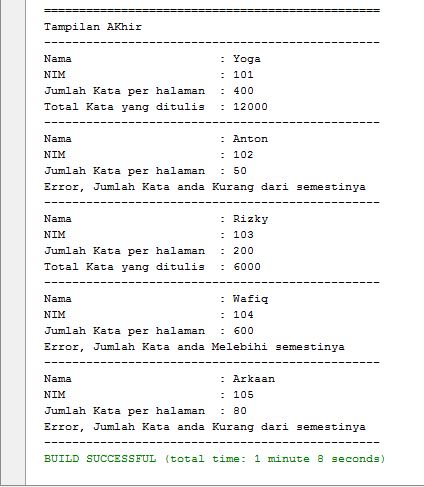 ================================================
Tampilan AKhir
------------------------------------------------
Nama : Yoga
NIM : 101
Jumlah Kata per halaman : 400
Total Kata yang ditulis : 12000
------------------------------------------------
Nama : Anton
NIM : 102
Jumlah Kata per halaman : 50
Error, Jumlah Kata anda Kurang dari semestinya
------------------------------------------------
Nama : Rizky
NIM : 103
Jumlah Kata per halaman : 200
Total Kata yang ditulis : 6000
------------------------------------------------
Nama : Wafiq
NIM : 104
Jumlah Kata per halaman : 600
Error, Jumlah Kata anda Melebihi semestinya
------------------------------------------------
Nama : Arkaan
NIM : 105
Jumlah Kata per halaman : 80
Error, Jumlah Kata anda Kurang dari semestinya
------------------------------------------------
BUILD SUCCESSFUL (total time: 1 minute 8 seconds)